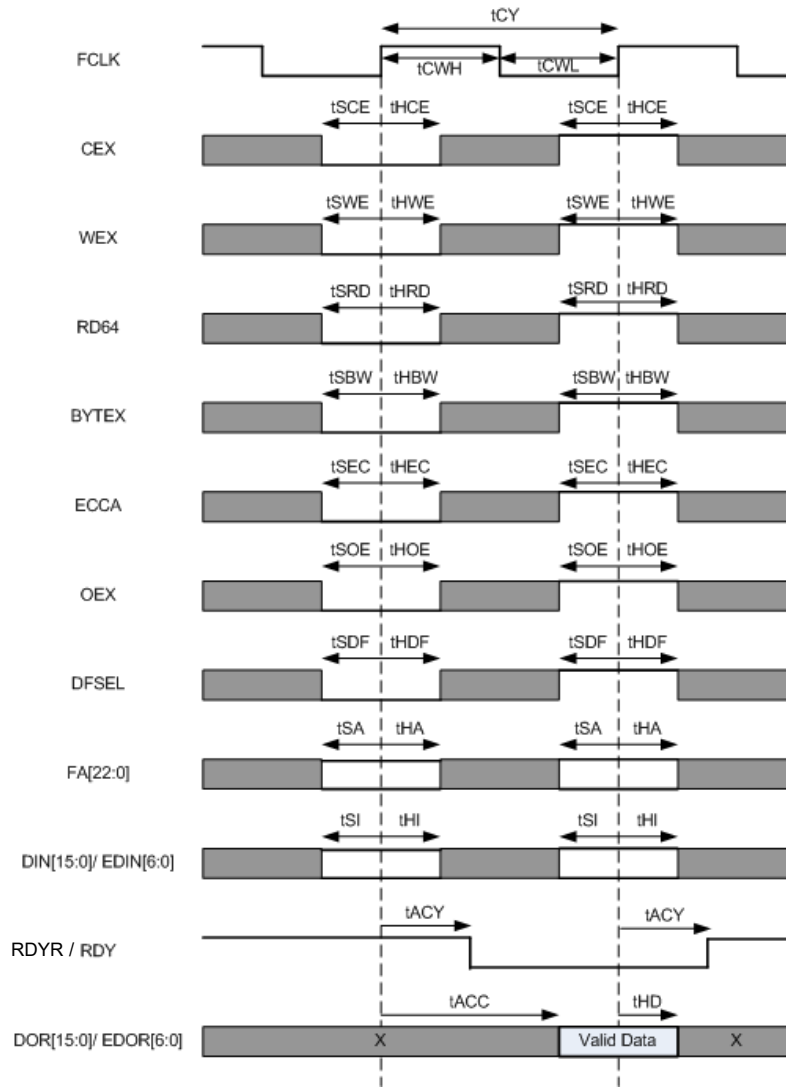 tCY
FCLK
tCWH
tCWL
tSCE tHCE tSCE tHCE
CEX
tSWE tHWE tSWE tHWE
WEX
tSRD tHRD tSRD tHRD
RD64
tSBW tHBW tSBW tHBW
BYTEX
tSEC tHEC tSEC tHEC
ECCA
tSOE tHOE tSOE tHOE
OEX
tSDF tHDF tSDF tHDF
DFSEL
tSA tHA tSA tHA
FA[22:0]
tSI tHI tSI tHI
DIN[15:0]/ EDIN[6:0]
tACY tACY
RDYR / RDY
tACC tHD
DOR[15:0]/ EDOR[6:0] X Valid Data X